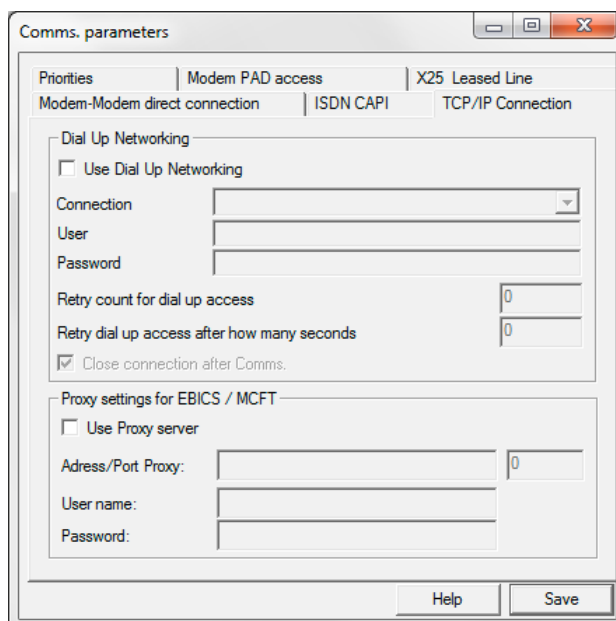 Comms. parameters
Priorities Modem PAD access X25 Leased Line
Modem-Modem direct connection ISDN CAPI TCP/IP Connection
Dial Up Networking
Use Dial Up Networking
Connection
User
Password
Retry count for dial up access 0
Retry dial up access after how many seconds 0
Close connection after Comms.
Proxy settings for EBICS / MCFT
Use Proxy server
Adress/Port Proxy: 0
User name:
Password:
Help Save